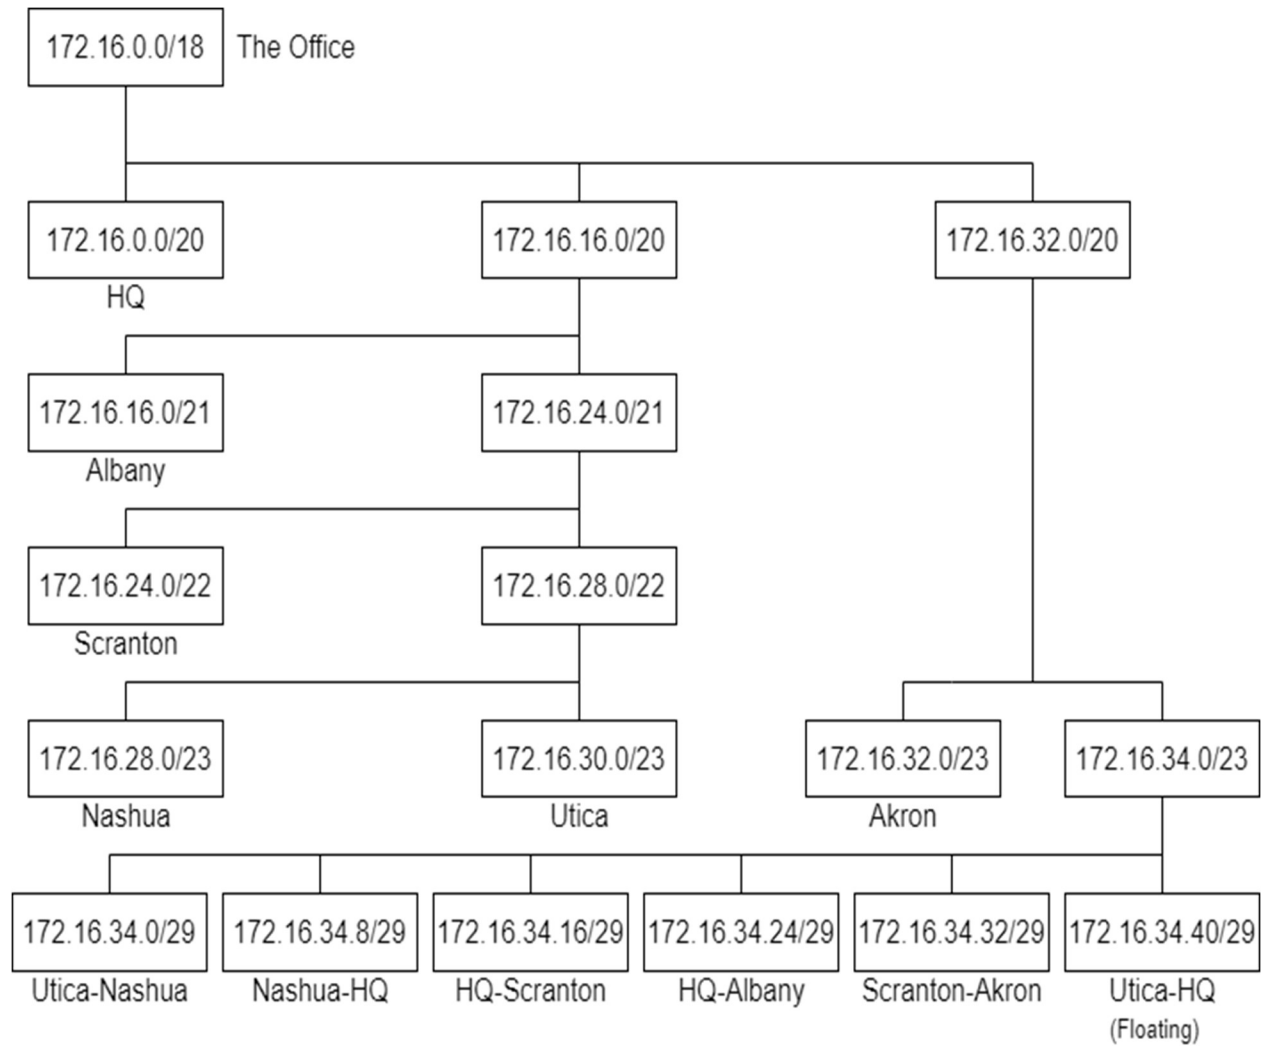 172.16.0.0/18 The Office
172.16.0.0/20
172.16.16.0/20
172.16.32.0/20
HQ
172.16.16.0/21
172.16.24.0/21
Albany
172.16.24.0/22
172.16.28.0/22
Scranton
172.16.28.0/23
172.16.30.0/23
172.16.32.0/23
172.16.34.0/23
Nashua
Utica
Akron
172.16.34.0/29
172.16.34.8/29
172.16.34.16/29
172.16.34.24/29
172.16.34.32/29
172.16.34.40/29
Utica-Nashua
Nashua-HQ
HQ-Scranton
HQ-Albany
Scranton-Akron
Utica-HQ
(Floating)